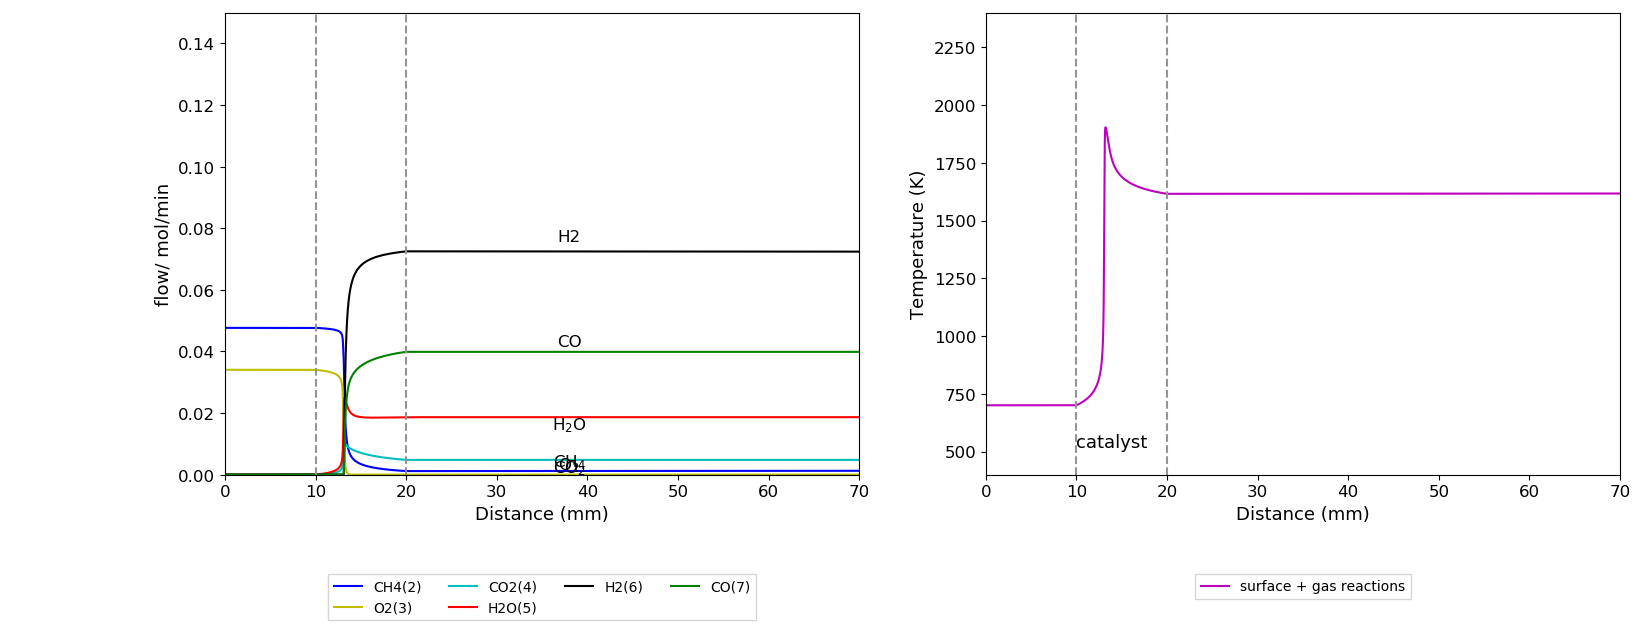 0.14
0.12
0.10
0.08
0.06
0.04
0.02
0.00
flow/ mol/min
H2
CO
H₂O
0
10
20
30
40
50
60
70
Distance (mm)
CH4(2)
CO2(4)
H2(6)
CO(7)
O2(3)
H2O(5)
2250
2000
1750
1500
1250
1000
750
500
Temperature (K)
catalyst
0
10
20
30
40
50
60
70
Distance (mm)
surface + gas reactions